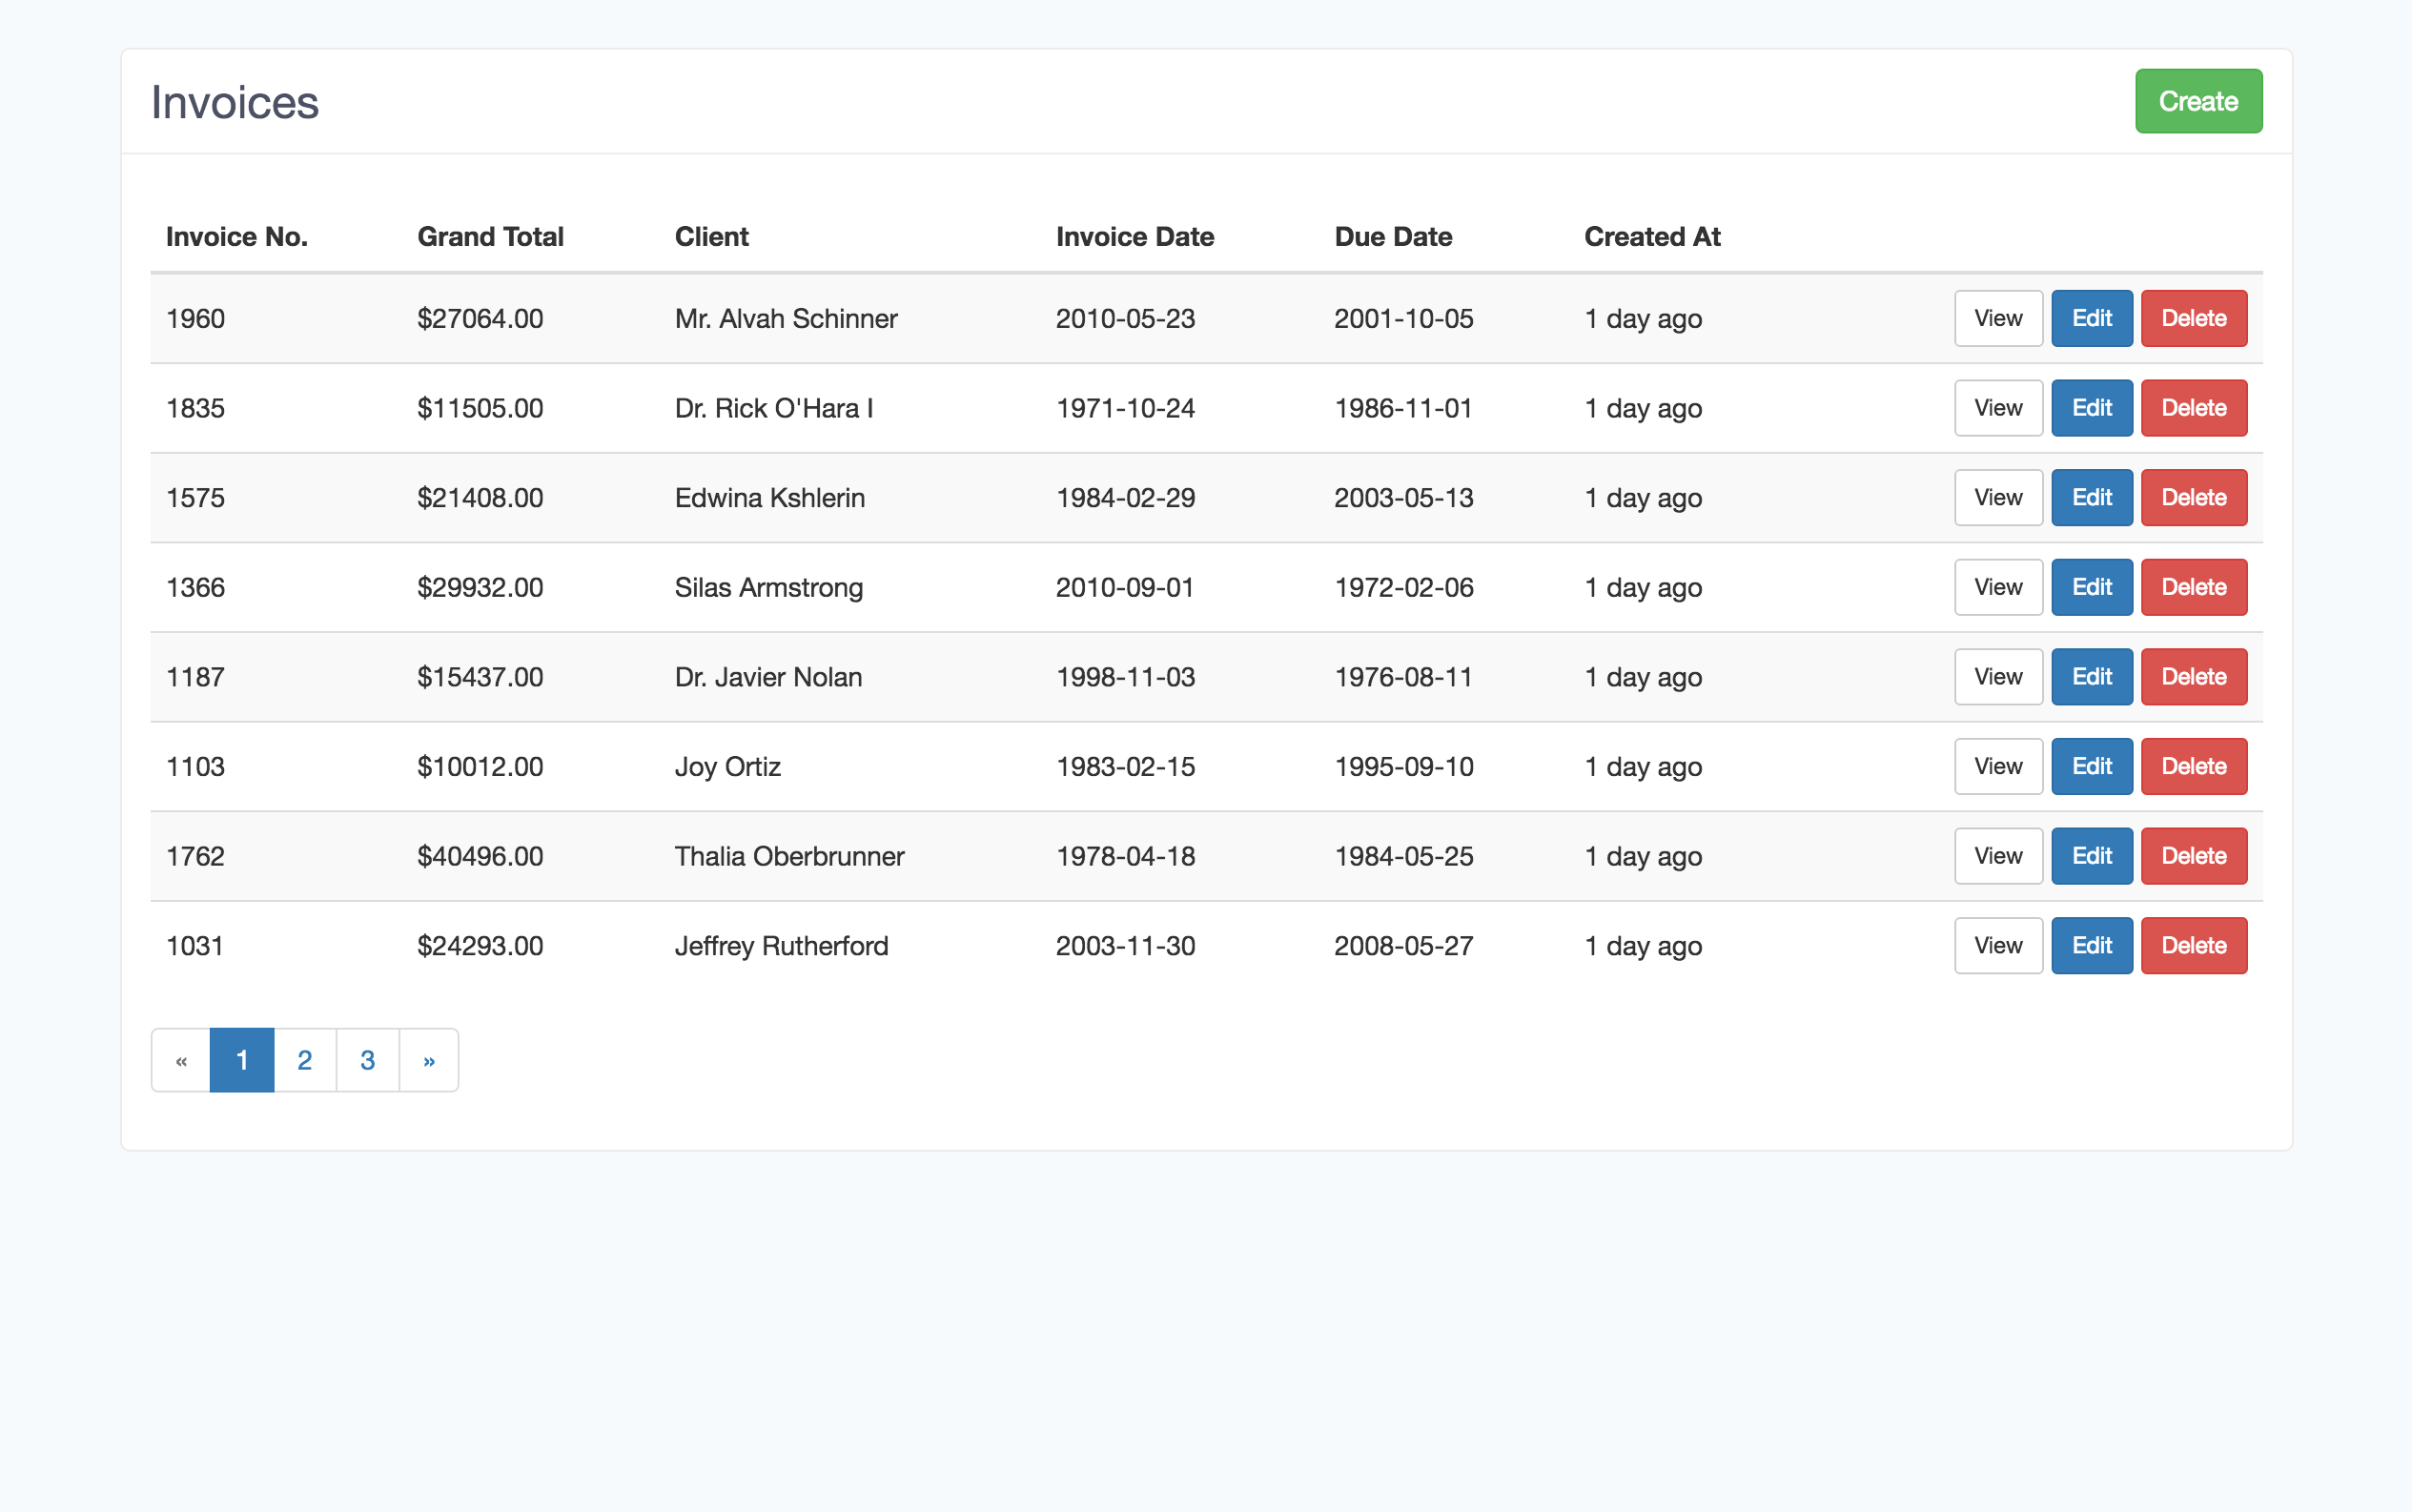 Invoices Create
Invoice No. Grand Total Client Invoice Date Due Date Created At
1960 $27064.00 Mr. Alvah Schinner 2010-05-23 2001-10-05 1 day ago View Edit Delete
1835 $11505.00 Dr. Rick O'Hara I 1971-10-24 1986-11-01 1 day ago View Edit Delete
1575 $21408.00 Edwina Kshlerin 1984-02-29 2003-05-13 1 day ago View Edit Delete
1366 $29932.00 Silas Armstrong 2010-09-01 1972-02-06 1 day ago View Edit Delete
1187 $15437.00 Dr. Javier Nolan 1998-11-03 1976-08-11 1 day ago View Edit Delete
1103 $10012.00 Joy Ortiz 1983-02-15 1995-09-10 1 day ago View Edit Delete
1762 $40496.00 Thalia Oberbrunner 1978-04-18 1984-05-25 1 day ago View Edit Delete
1031 $24293.00 Jeffrey Rutherford 2003-11-30 2008-05-27 1 day ago View Edit Delete
« 1 2 3 »